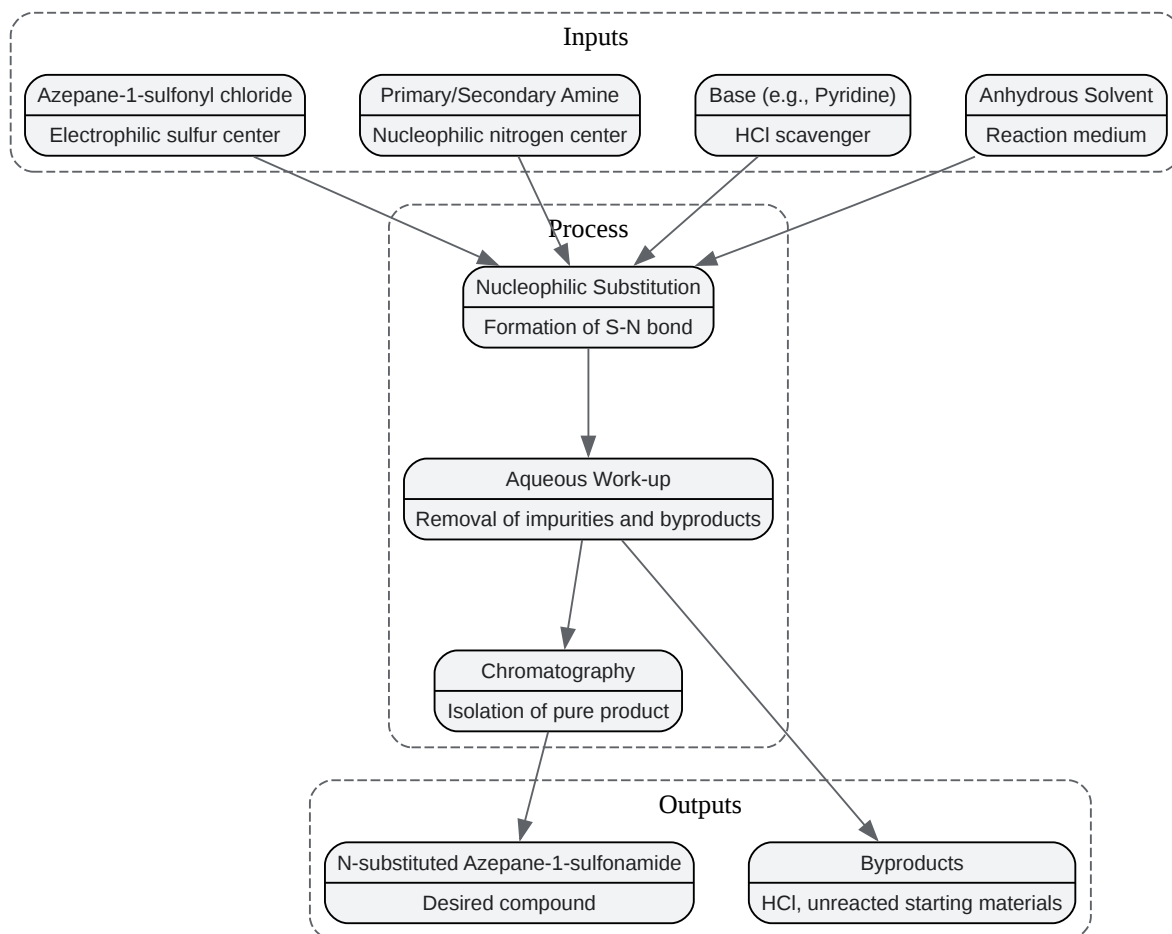 Inputs
Azepane-1-sulfonyl chloride
Electrophilic sulfur center
Primary/Secondary Amine
Nucleophilic nitrogen center
Base (e.g., Pyridine)
HCl scavenger
Anhydrous Solvent
Reaction medium
Process
Nucleophilic Substitution
Formation of S-N bond
Aqueous Work-up
Removal of impurities and byproducts
Chromatography
Isolation of pure product
Outputs
N-substituted Azepane-1-sulfonamide
Desired compound
Byproducts
HCl, unreacted starting materials